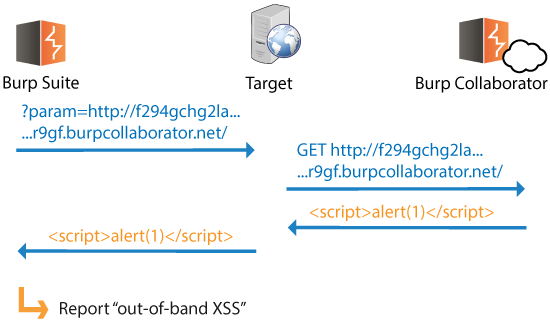 Burp Suite
Target
Burp Collaborator
?param=http://f294gchg2la...
...r9gf.burpcollaborator.net/
GET http://f294gchg2la...
...r9gf.burpcollaborator.net/
<script>alert(1)</script>
<script>alert(1)</script>
Report “out-of-band XSS”